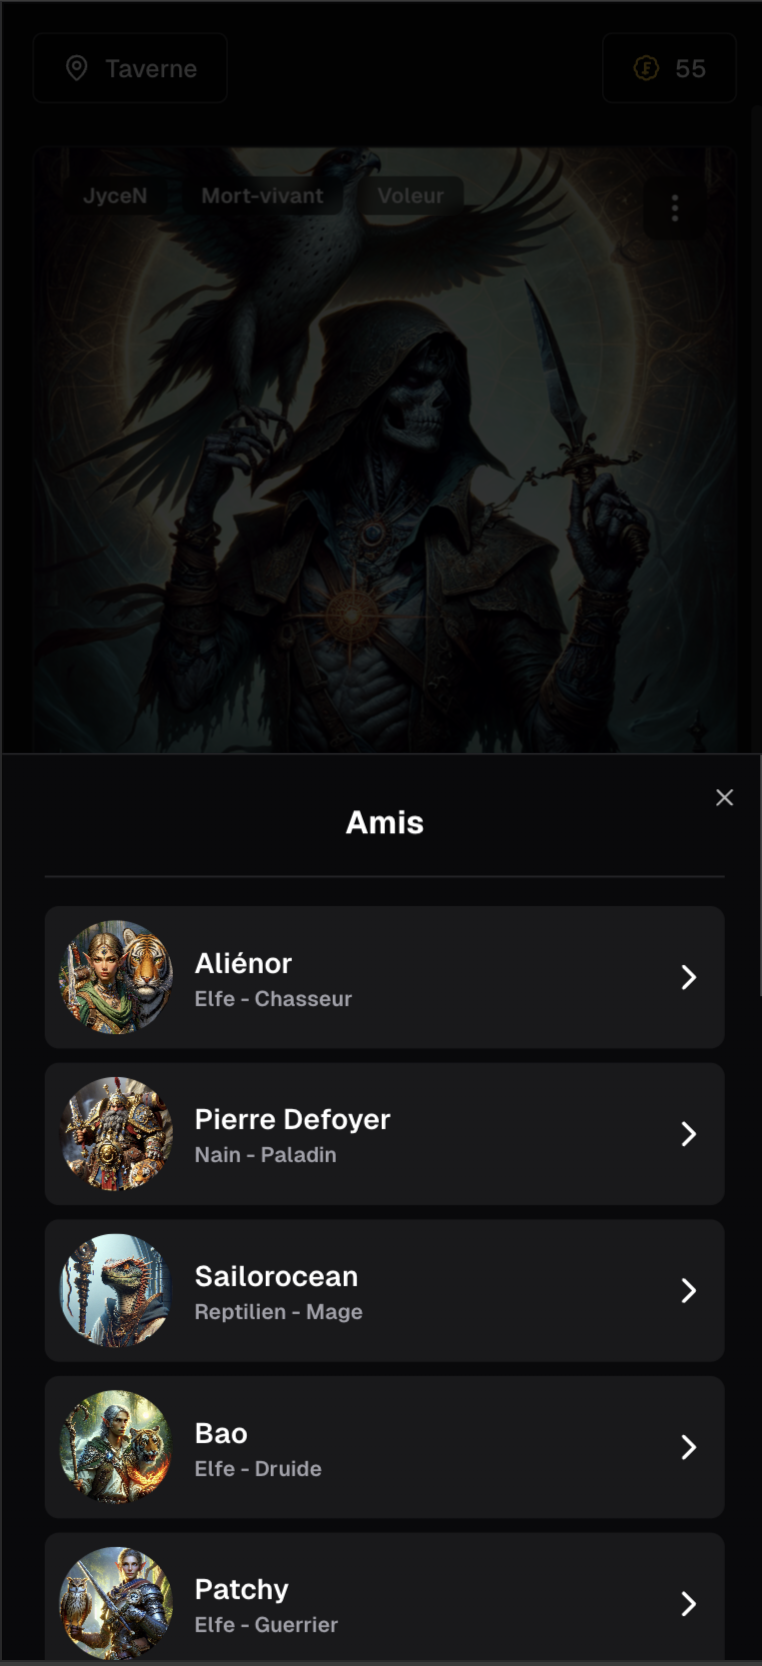 Taverne
55
JyceN
Mort-vivant
Voleur
Amis
Aliénor
Elfe - Chasseur
Pierre Defoyer
Nain - Paladin
Sailorocean
Reptilien - Mage
Bao
Elfe - Druide
Patchy
Elfe - Guerrier